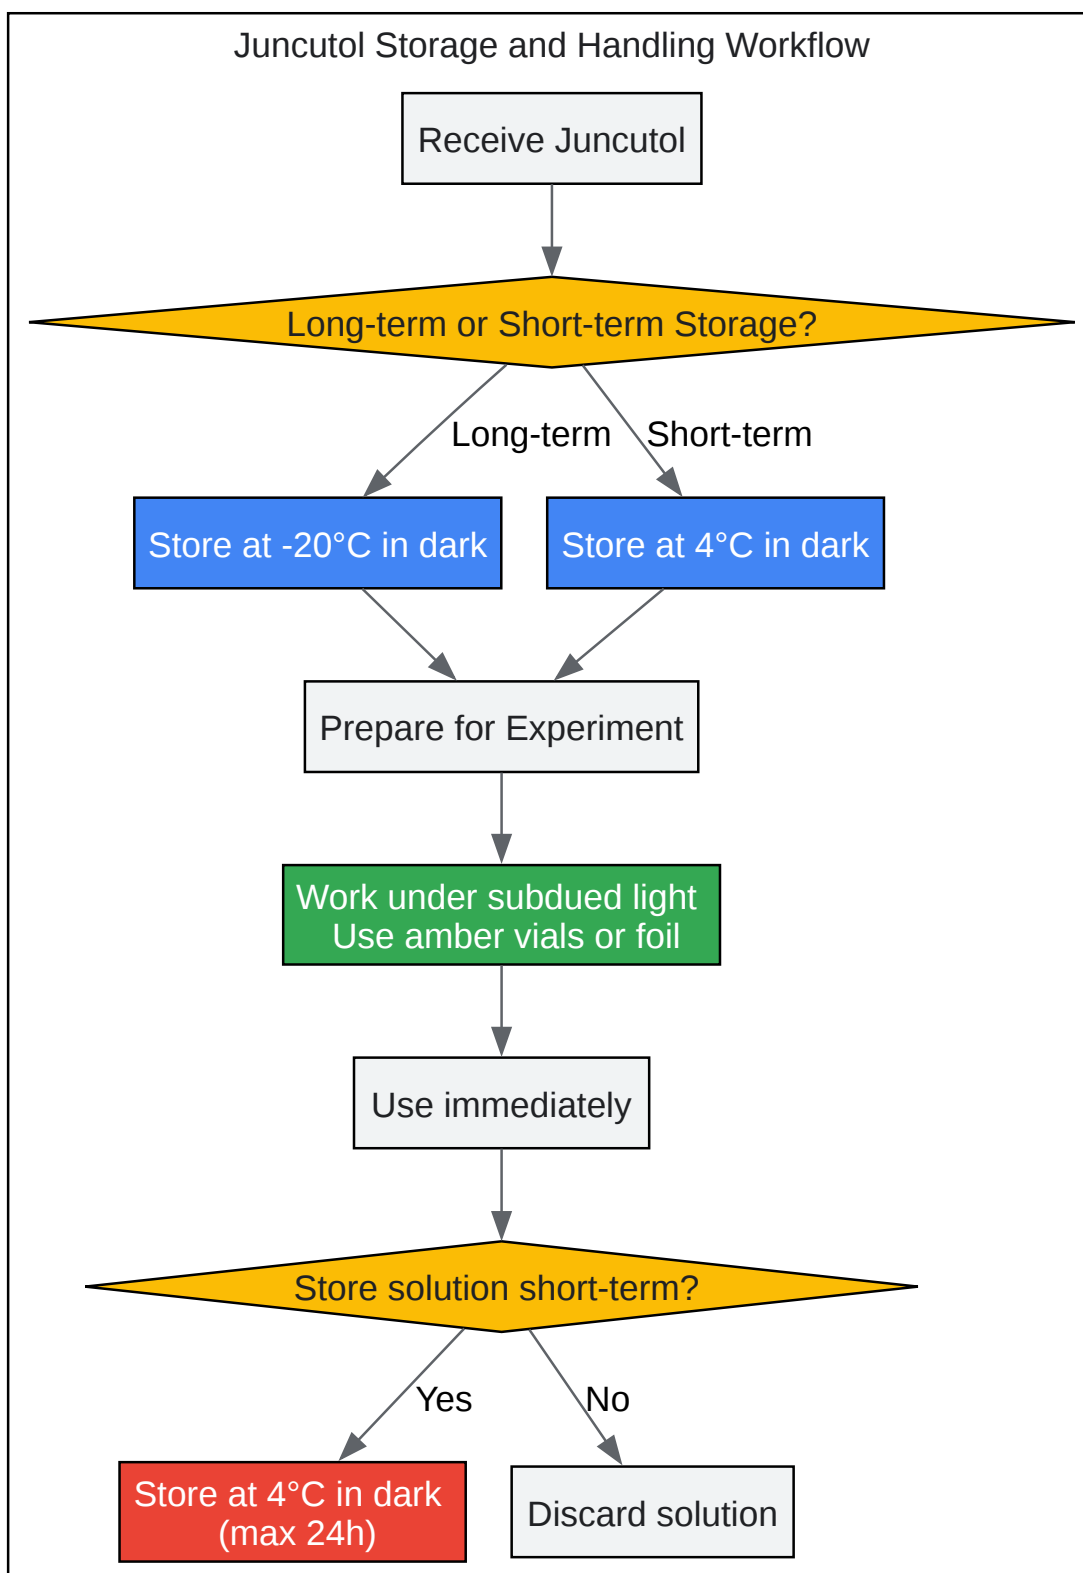 Juncutol Storage and Handling Workflow
Receive Juncutol
Long-term or Short-term Storage?
Long-term
Short-term
Store at -20°C in dark
Store at 4°C in dark
Prepare for Experiment
Work under subdued light
Use amber vials or foil
Use immediately
Store solution short-term?
Yes
No
Store at 4°C in dark
(max 24h)
Discard solution